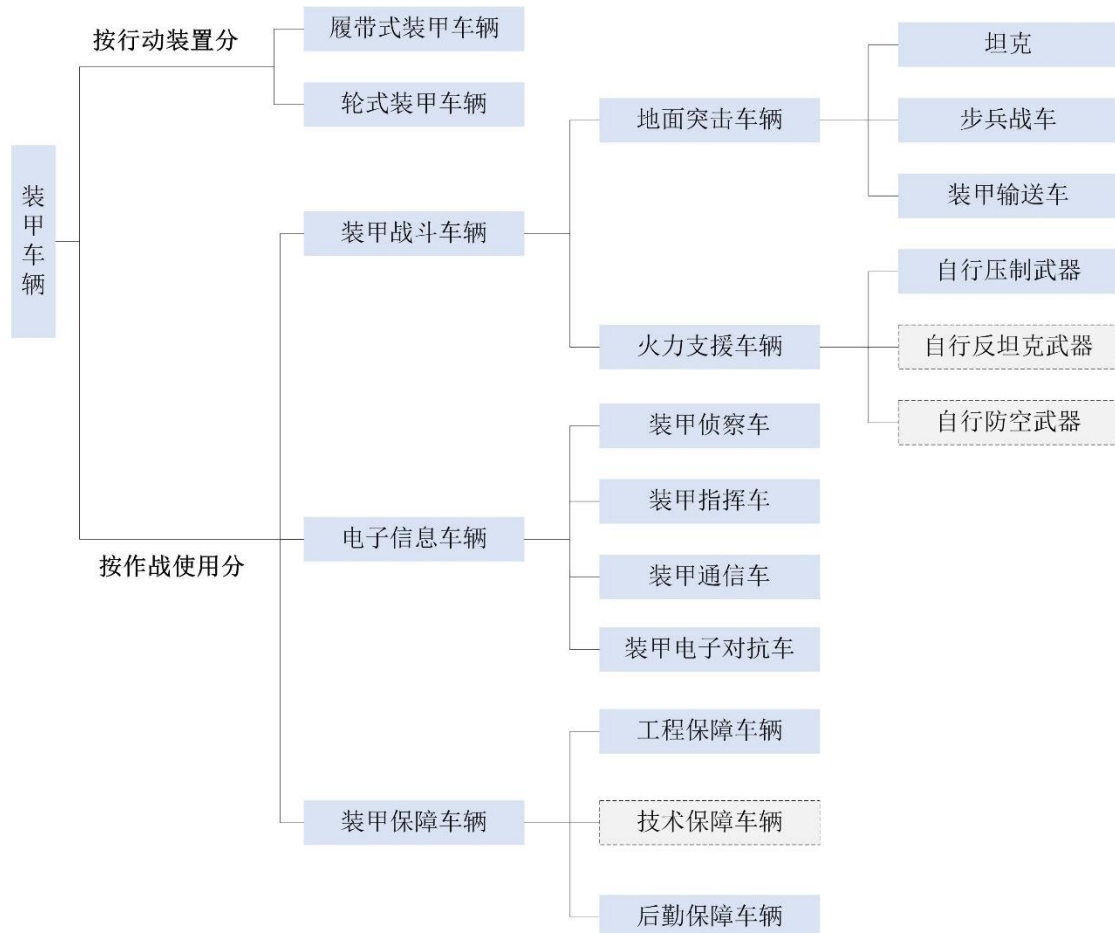 装甲车辆
按行动装置分
履带式装甲车辆
轮式装甲车辆
按作战使用分
装甲战斗车辆
地面突击车辆
坦克
步兵战车
装甲输送车
火力支援车辆
自行压制武器
自行反坦克武器
自行防空武器
电子信息车辆
装甲侦察车
装甲指挥车
装甲通信车
装甲电子对抗车
装甲保障车辆
工程保障车辆
技术保障车辆
后勤保障车辆